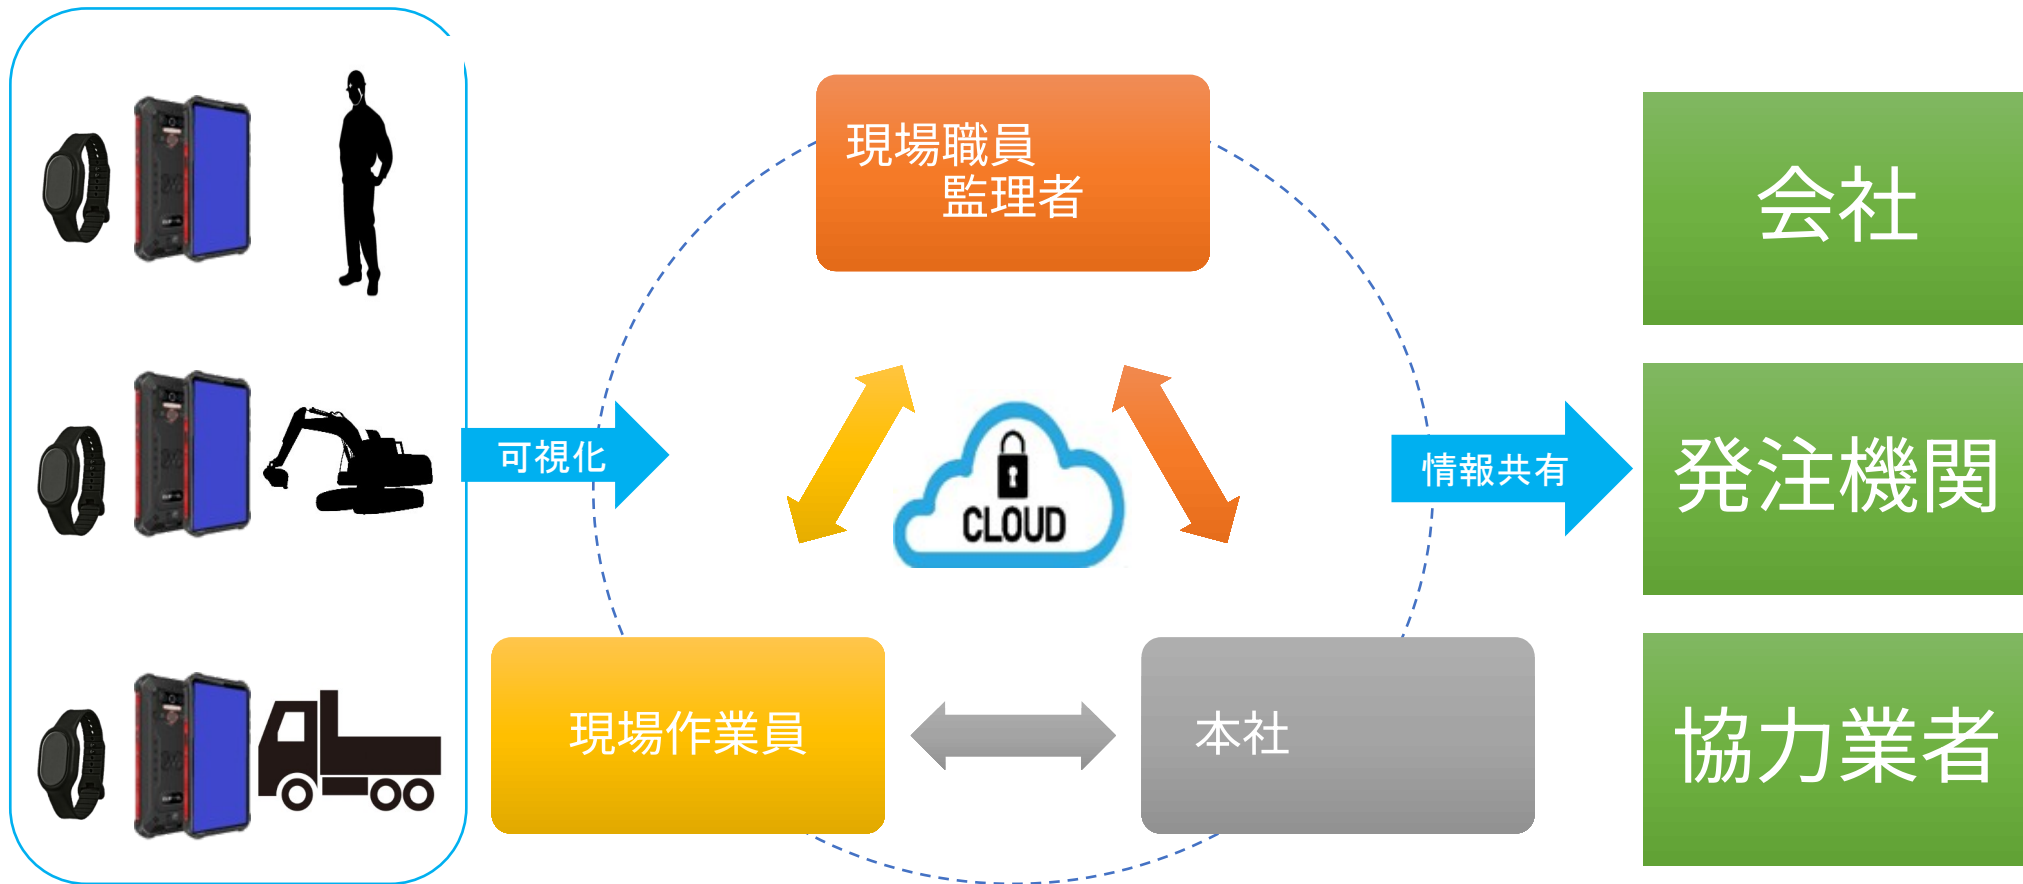 現場職員
監理者
会社
可視化
CLOUD
情報共有
発注機関
現場作業員
本社
協力業者